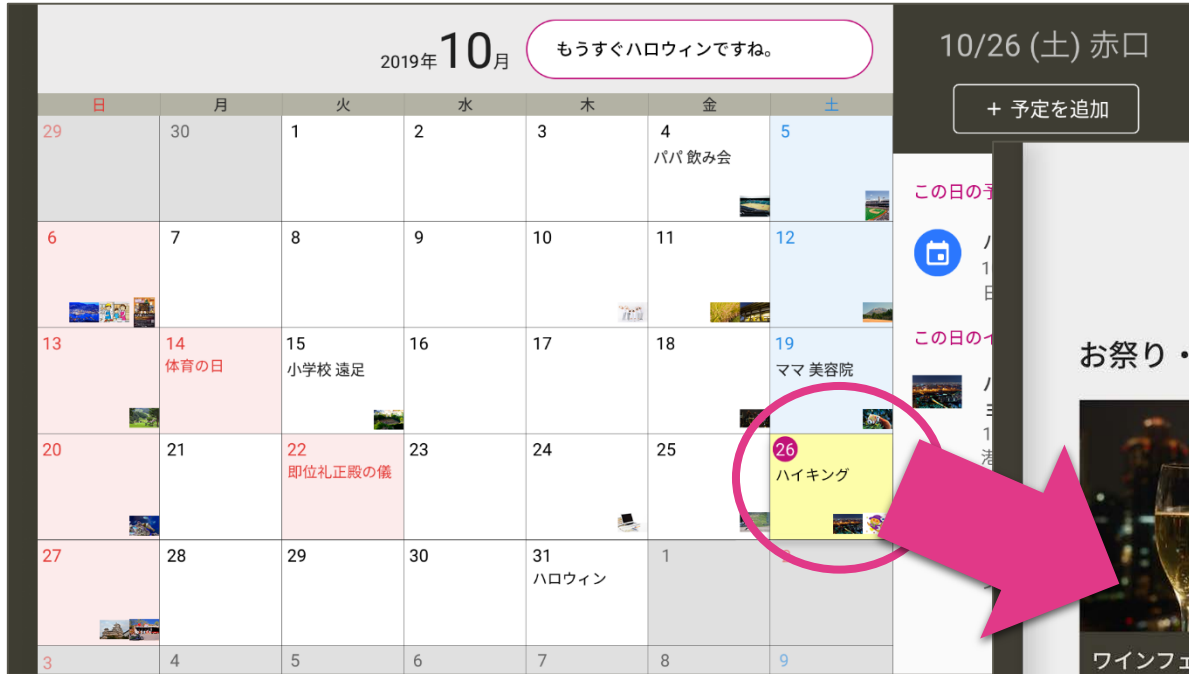 2019年10月
もうすぐハロウィンですね。
10/26 (土) 赤口
+ 予定を追加
日 月 火 水 木 金 土
29 30 1 2 3 4 5
パパ 飲み会
6 7 8 9 10 11 12
13 14 15 16 17 18 19
体育の日 小学校 遠足 ママ 美容院
20 21 22 23 24 25 26
即位礼正殿の儀 ハイキング
27 28 29 30 31 1
ハロウィン
3 4 5 6 7 8 9
この日の
この日の
お祭り・
ワインフェ